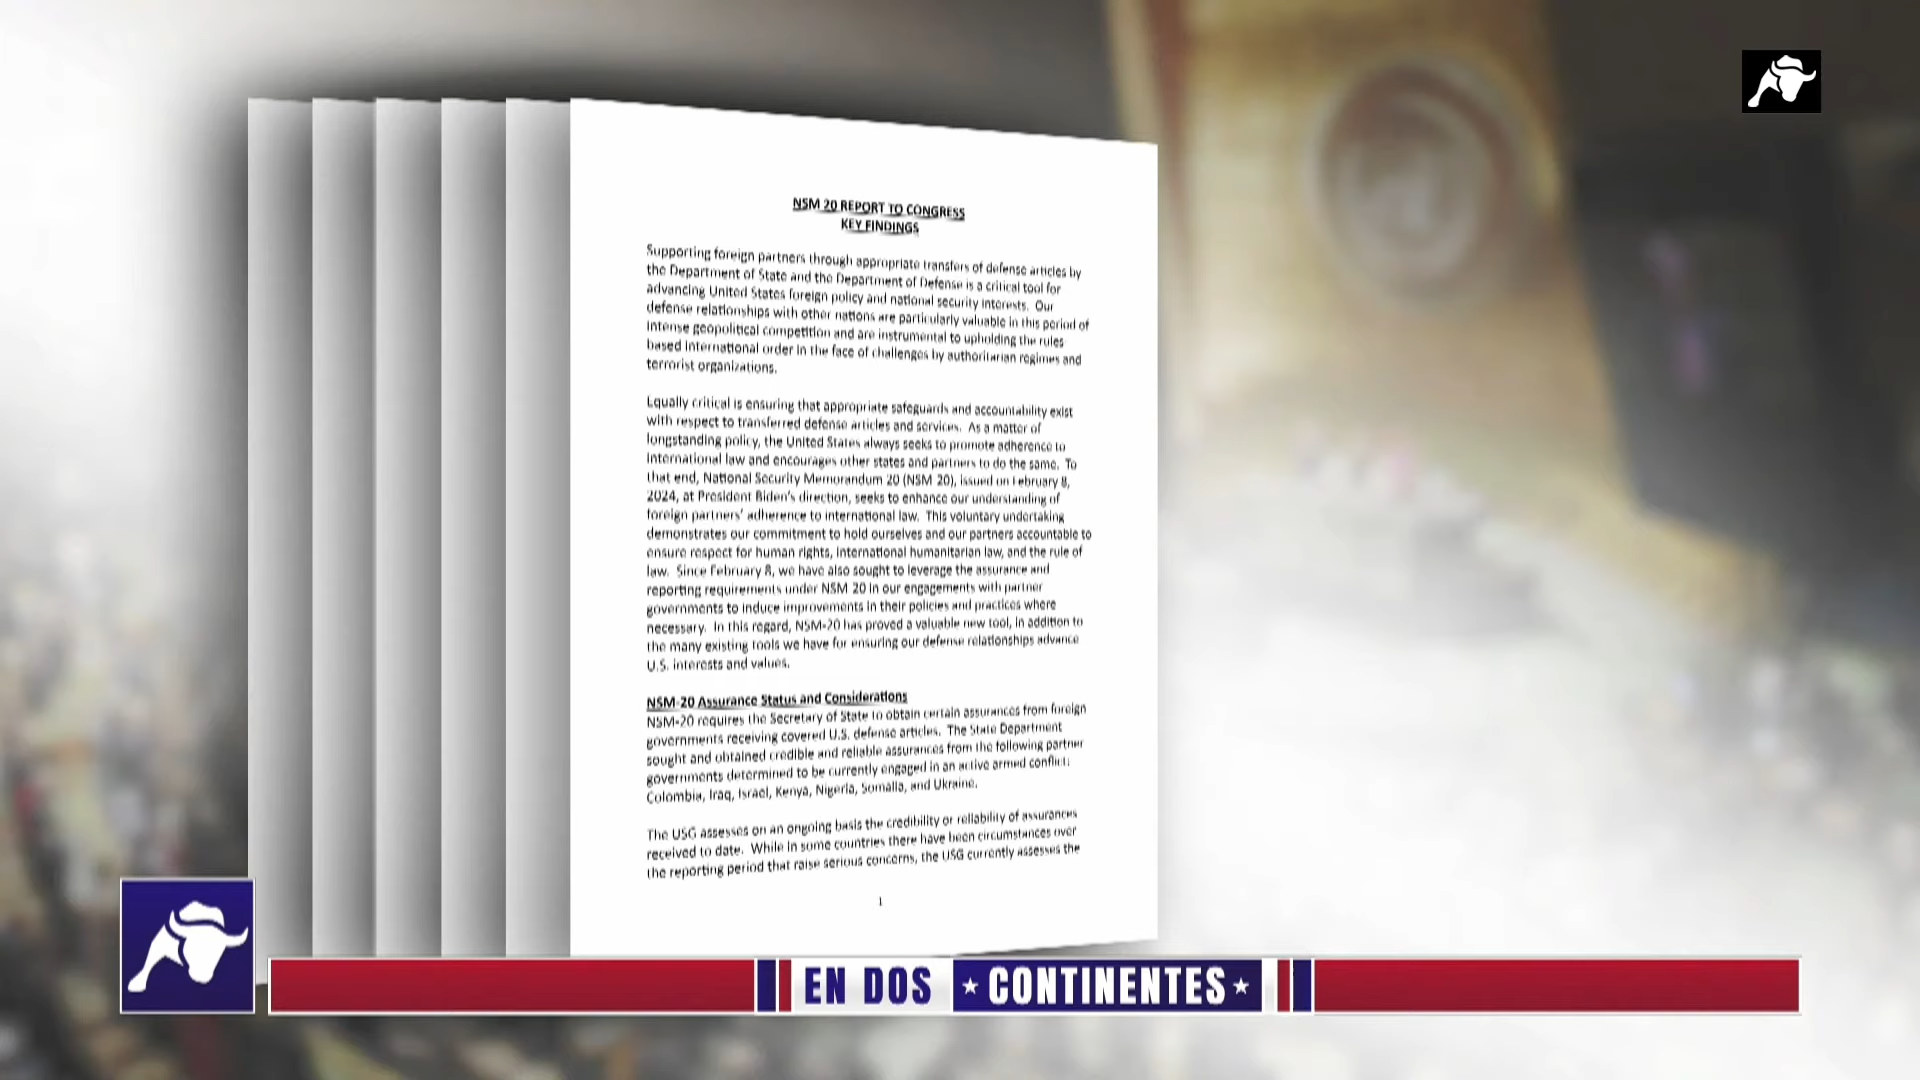 NSM 20 REPORT TO CONGRESS
KEY FINDINGS
Supporting foreign partners through appropriate transfers of defense articles by
the Department of State and the Department of Defense is a critical tool for
advancing United States foreign policy and national security interests. Our
defense relationships with other nations are particularly valuable in this period of
intense geopolitical competition and are instrumental to upholding the rules-
based international order in the face of challenges by authoritarian regimes and
terrorist organizations.
Equally critical is ensuring that appropriate safeguards and accountability exist
with respect to transferred defense articles and services. As a matter of
longstanding policy, the United States always seeks to promote adherence to
international law and encourages other states and partners to do the same. To
that end, National Security Memorandum 20 (NSM 20), issued on February 8,
2024, at President Biden's direction, seeks to enhance our understanding of
foreign partners' adherence to international law. This voluntary undertaking
demonstrates our commitment to hold ourselves and our partners accountable to
ensure respect for human rights, international humanitarian law, and the rule of
law. Since February 8, we have also sought to leverage the assurance and
reporting requirements under NSM 20 in our engagements with partner
governments to induce improvements in their policies and practices where
necessary. In this regard, NSM-20 has proved a valuable new tool, in addition to
the many existing tools we have for ensuring our defense relationships advance
U.S. interests and values.
NSM-20 Assurance Status and Considerations
NSM-20 requires the Secretary of State to obtain certain assurances from foreign
governments receiving covered U.S. defense articles. The State Department
sought and obtained credible and reliable assurances from the following partner
governments determined to be currently engaged in an active armed conflict:
Colombia, Iraq, Israel, Kenya, Nigeria, Somalia, and Ukraine.
The USG assesses on an ongoing basis the credibility or reliability of assurances
received to date. While in some countries there have been circumstances over
the reporting period that raise serious concerns, the USG currently assesses the
1
EN DOS CONTINENTES